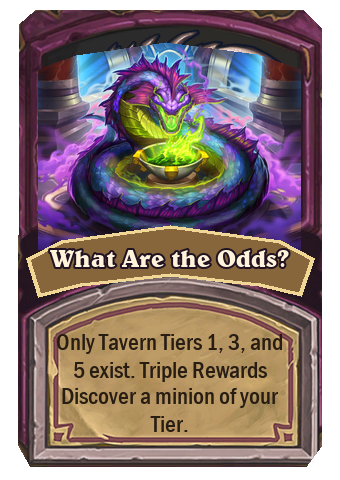 What Are the Odds?
Only Tavern Tiers 1, 3, and
5 exist. Triple Rewards
Discover a minion of your
Tier.